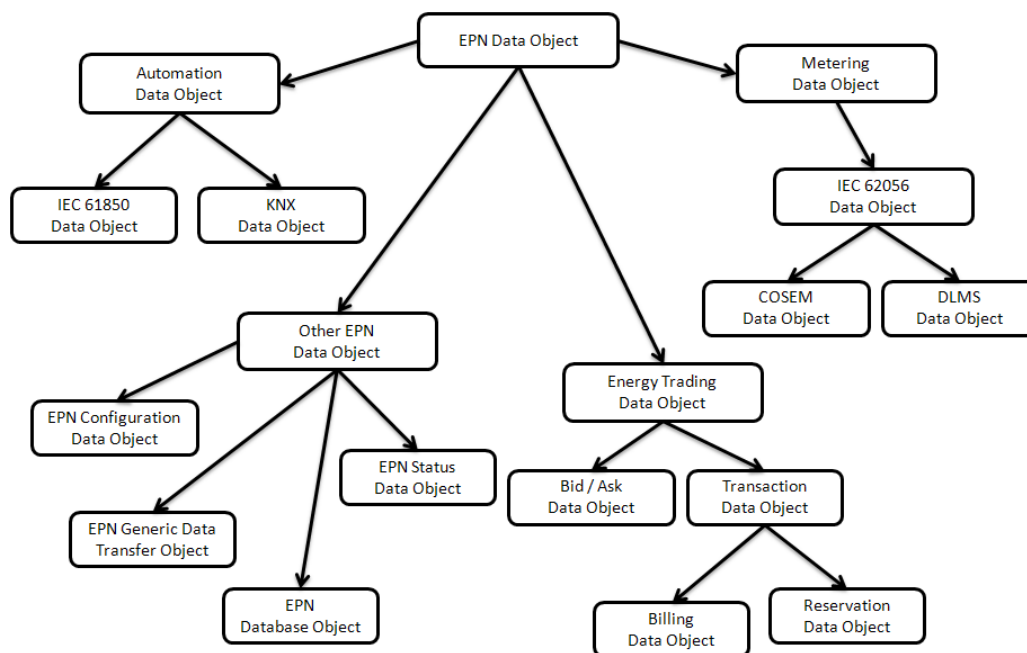 EPN Data Object
Automation
Data Object
Metering
Data Object
IEC 61850
Data Object
KNX
Data Object
IEC 62056
Data Object
COSEM
Data Object
DLMS
Data Object
Other EPN
Data Object
Energy Trading
Data Object
EPN Configuration
Data Object
EPN Status
Data Object
Bid / Ask
Data Object
Transaction
Data Object
EPN Generic Data
Transfer Object
EPN
Database Object
Billing
Data Object
Reservation
Data Object